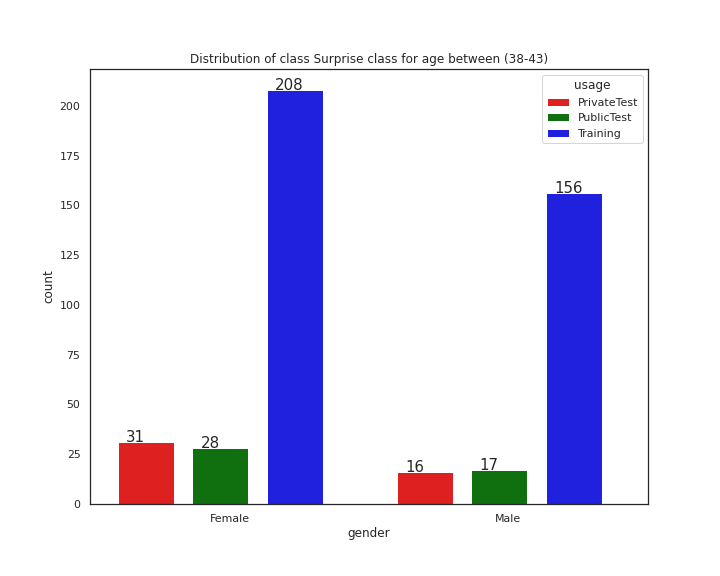 Distribution of class Surprise class for age between (38-43)
208
usage
PrivateTest
PublicTest
Training
200
175
156
150
125
count
100
75
50
31
28
25
16
17
0
Female
Male
gender